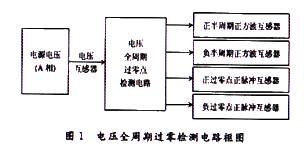 电源电压
(A 相)
电压
互感器
电压
全周期
过零点
检测电路
正半周期正方波互感器
负半周期正方波互感器
正过零点正脉冲互感器
负过零点正脉冲互感器
图 1 电压全周期过零检测电路框图